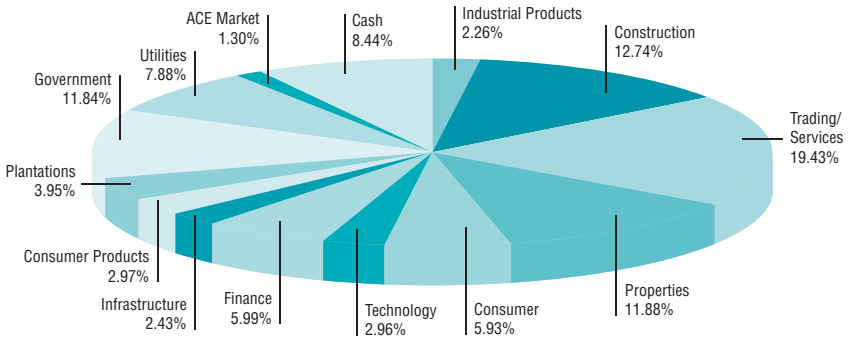 Industrial Products
2.26%
Construction
12.74%
Trading/
Services
19.43%
Properties
11.88%
Consumer
5.93%
Technology
2.96%
Finance
5.99%
Infrastructure
2.43%
Consumer Products
2.97%
Plantations
3.95%
Government
11.84%
Utilities
7.88%
ACE Market
1.30%
Cash
8.44%